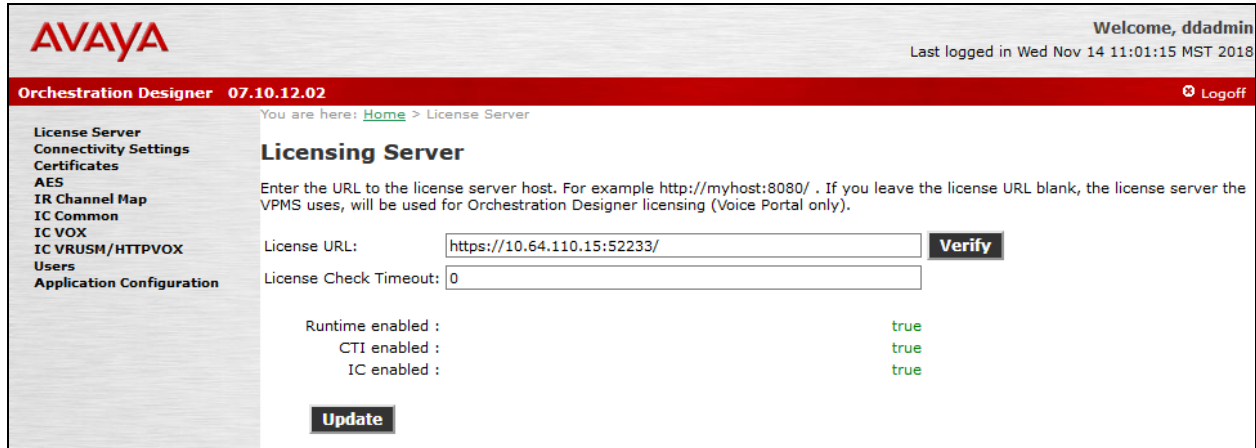 AVAYA
Welcome, ddadmin
Last logged in Wed Nov 14 11:01:15 MST 2018
Orchestration Designer 07.10.12.02
Logoff
License Server
Connectivity Settings
Certificates
AES
IR Channel Map
IC Common
IC VOX
IC VRUSM/HTTPVOX
Users
Application Configuration
You are here: Home > License Server
Licensing Server
Enter the URL to the license server host. For example http://myhost:8080/ . If you leave the license URL blank, the license server the
VPMS uses, will be used for Orchestration Designer licensing (Voice Portal only).
License URL: https://10.64.110.15:52233/ Verify
License Check Timeout: 0
Runtime enabled : true
CTI enabled : true
IC enabled : true
Update